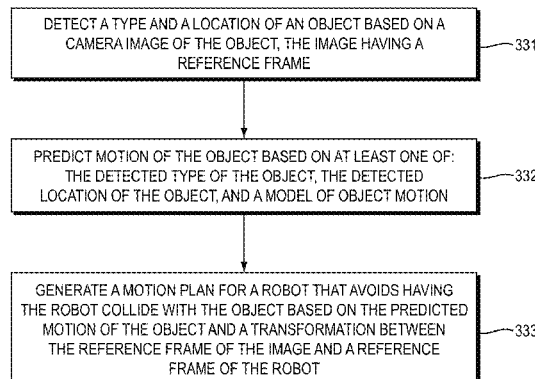 DETECT A TYPE AND A LOCATION OF AN OBJECT BASED ON A
CAMERA IMAGE OF THE OBJECT, THE IMAGE HAVING A
REFERENCE FRAME
331
PREDICT MOTION OF THE OBJECT BASED ON AT LEAST ONE OF:
THE DETECTED TYPE OF THE OBJECT, THE DETECTED
LOCATION OF THE OBJECT, AND A MODEL OF OBJECT MOTION
332
GENERATE A MOTION PLAN FOR A ROBOT THAT AVOIDS HAVING
THE ROBOT COLLIDE WITH THE OBJECT BASED ON THE PREDICTED
MOTION OF THE OBJECT AND A TRANSFORMATION BETWEEN
THE REFERENCE FRAME OF THE IMAGE AND A REFERENCE
FRAME OF THE ROBOT
333